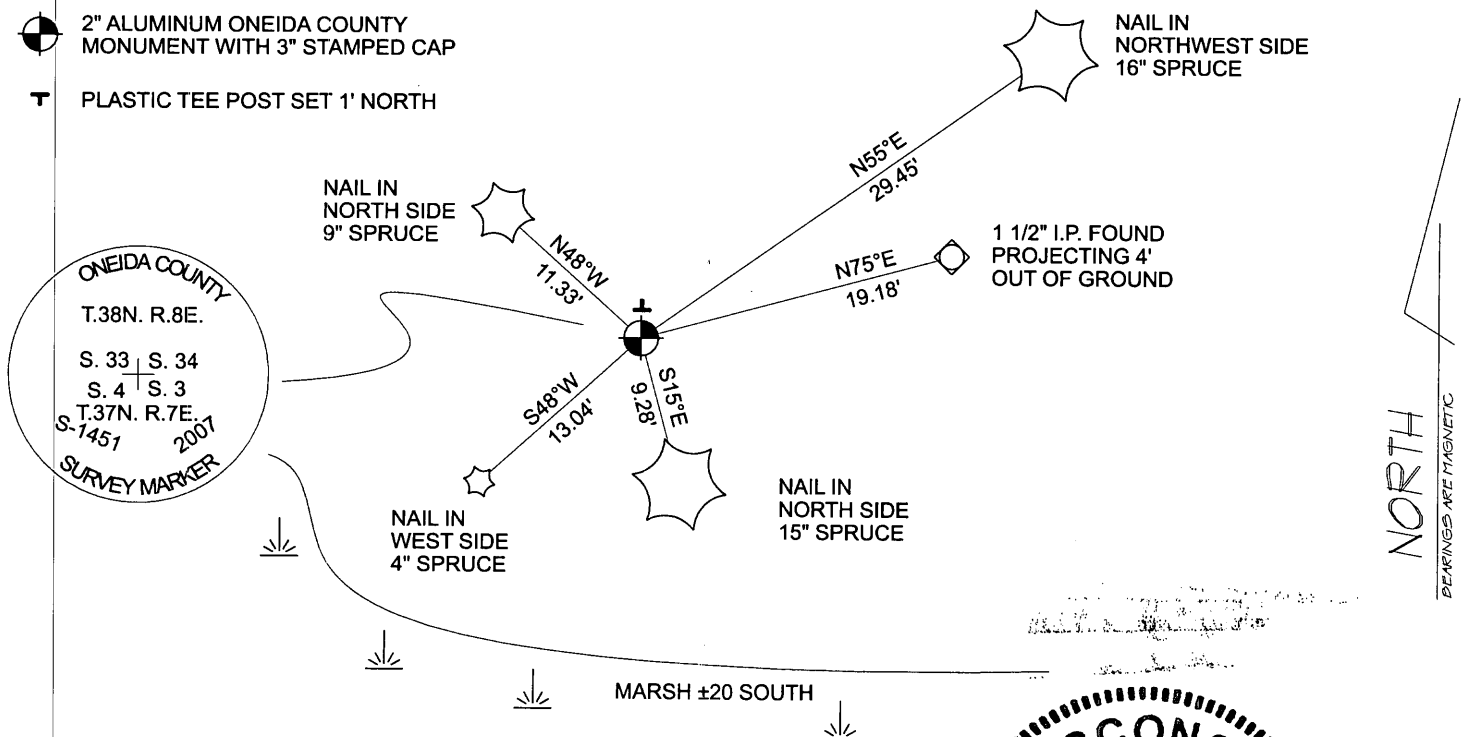 2" ALUMINUM ONEIDA COUNTY
MONUMENT WITH 3" STAMPED CAP
PLASTIC TEE POST SET 1' NORTH
NAIL IN
NORTHWEST SIDE
16" SPRUCE
N55°E
29.45'
NAIL IN
NORTH SIDE
9" SPRUCE
N48°W
11.33'
1 1/2" I.P. FOUND
PROJECTING 4'
OUT OF GROUND
N75°E
19.18'
ONEIDA COUNTY
T.38N. R.8E.
S. 33 S. 34
S. 4 S. 3
T.37N. R.7E.
S-1451 2007
SURVEY MARKER
S48°W
13.04'
S15°E
9.28'
NAIL IN
WEST SIDE
4" SPRUCE
NAIL IN
NORTH SIDE
15" SPRUCE
NORTH
BEARINGS ARE MAGNETIC
MARSH ±20 SOUTH